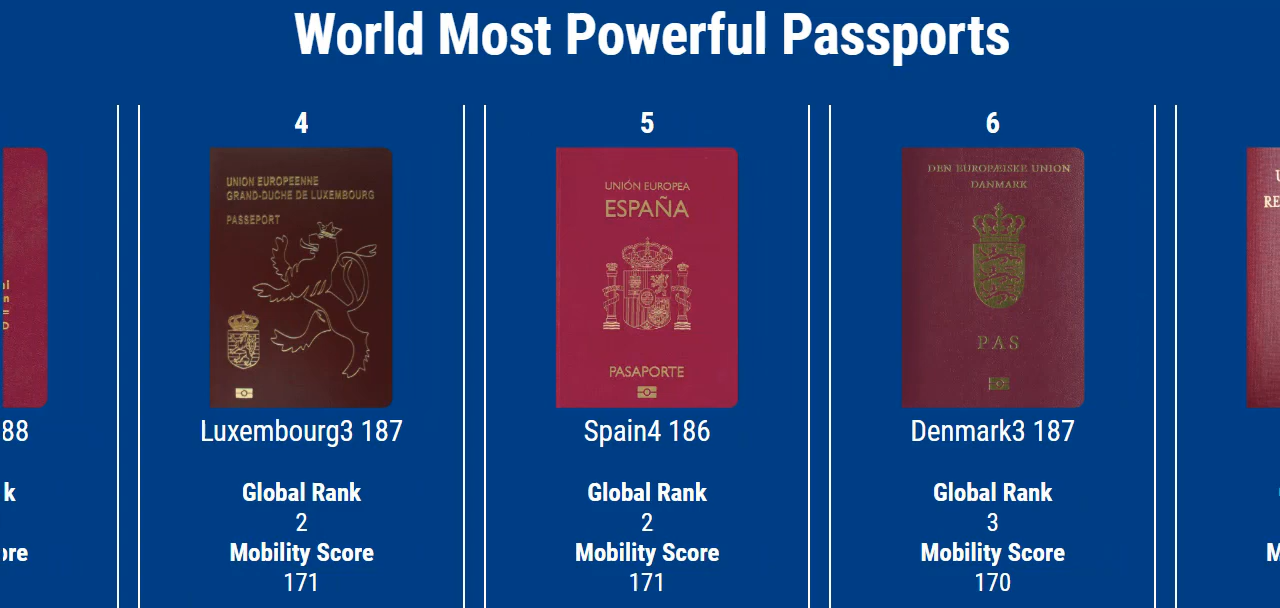 World Most Powerful Passports
88
4
UNION EUROPEENNE
GRAND-DUCHE DE LUXEMBOURG
PASSEPORT
Luxembourg3 187
Global Rank
2
Mobility Score
171
5
UNIÓN EUROPEA
ESPAÑA
PASAPORTE
Spain4 186
Global Rank
2
Mobility Score
171
6
DEN EUROPÆISKE UNION
DANMARK
PAS
Denmark3 187
Global Rank
3
Mobility Score
170